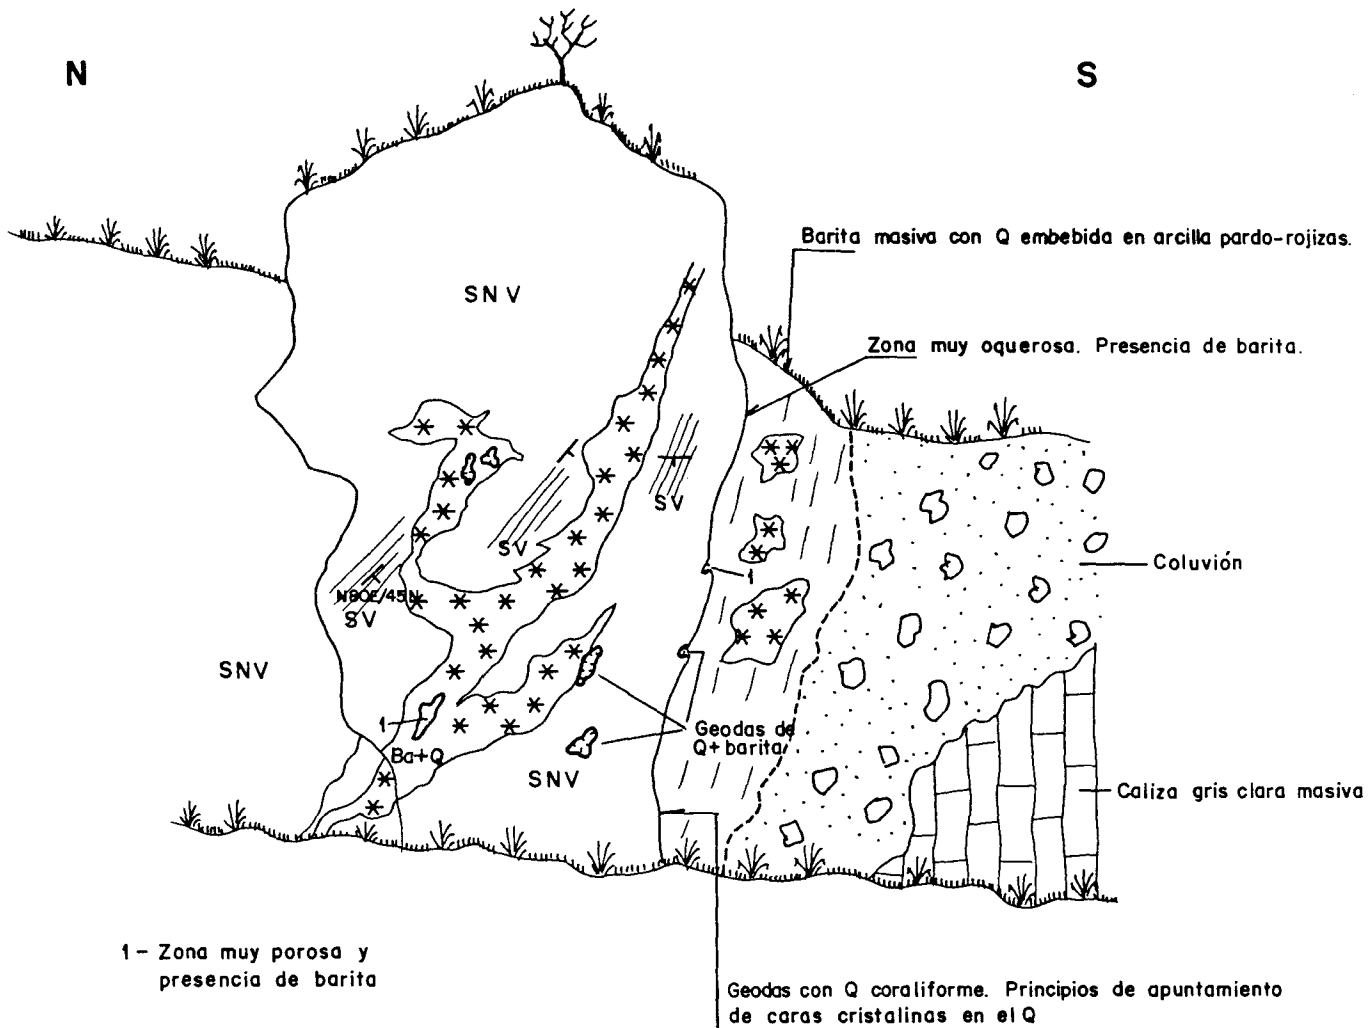 N
S
Barita masiva con Q embebida en arcilla pardo-rojizas.
SNV
Zona muy oquerosa. Presencia de barita.
SV
SV
Coluvión
1
N80E/45N
SV
SNV
1
Geodas de
Q+barita
Ba+Q
SNV
Caliza gris clara masiva
1- Zona muy porosa y
presencia de barita
Geodas con Q coraliforme. Principios de apuntamiento
de caras cristalinas en el Q